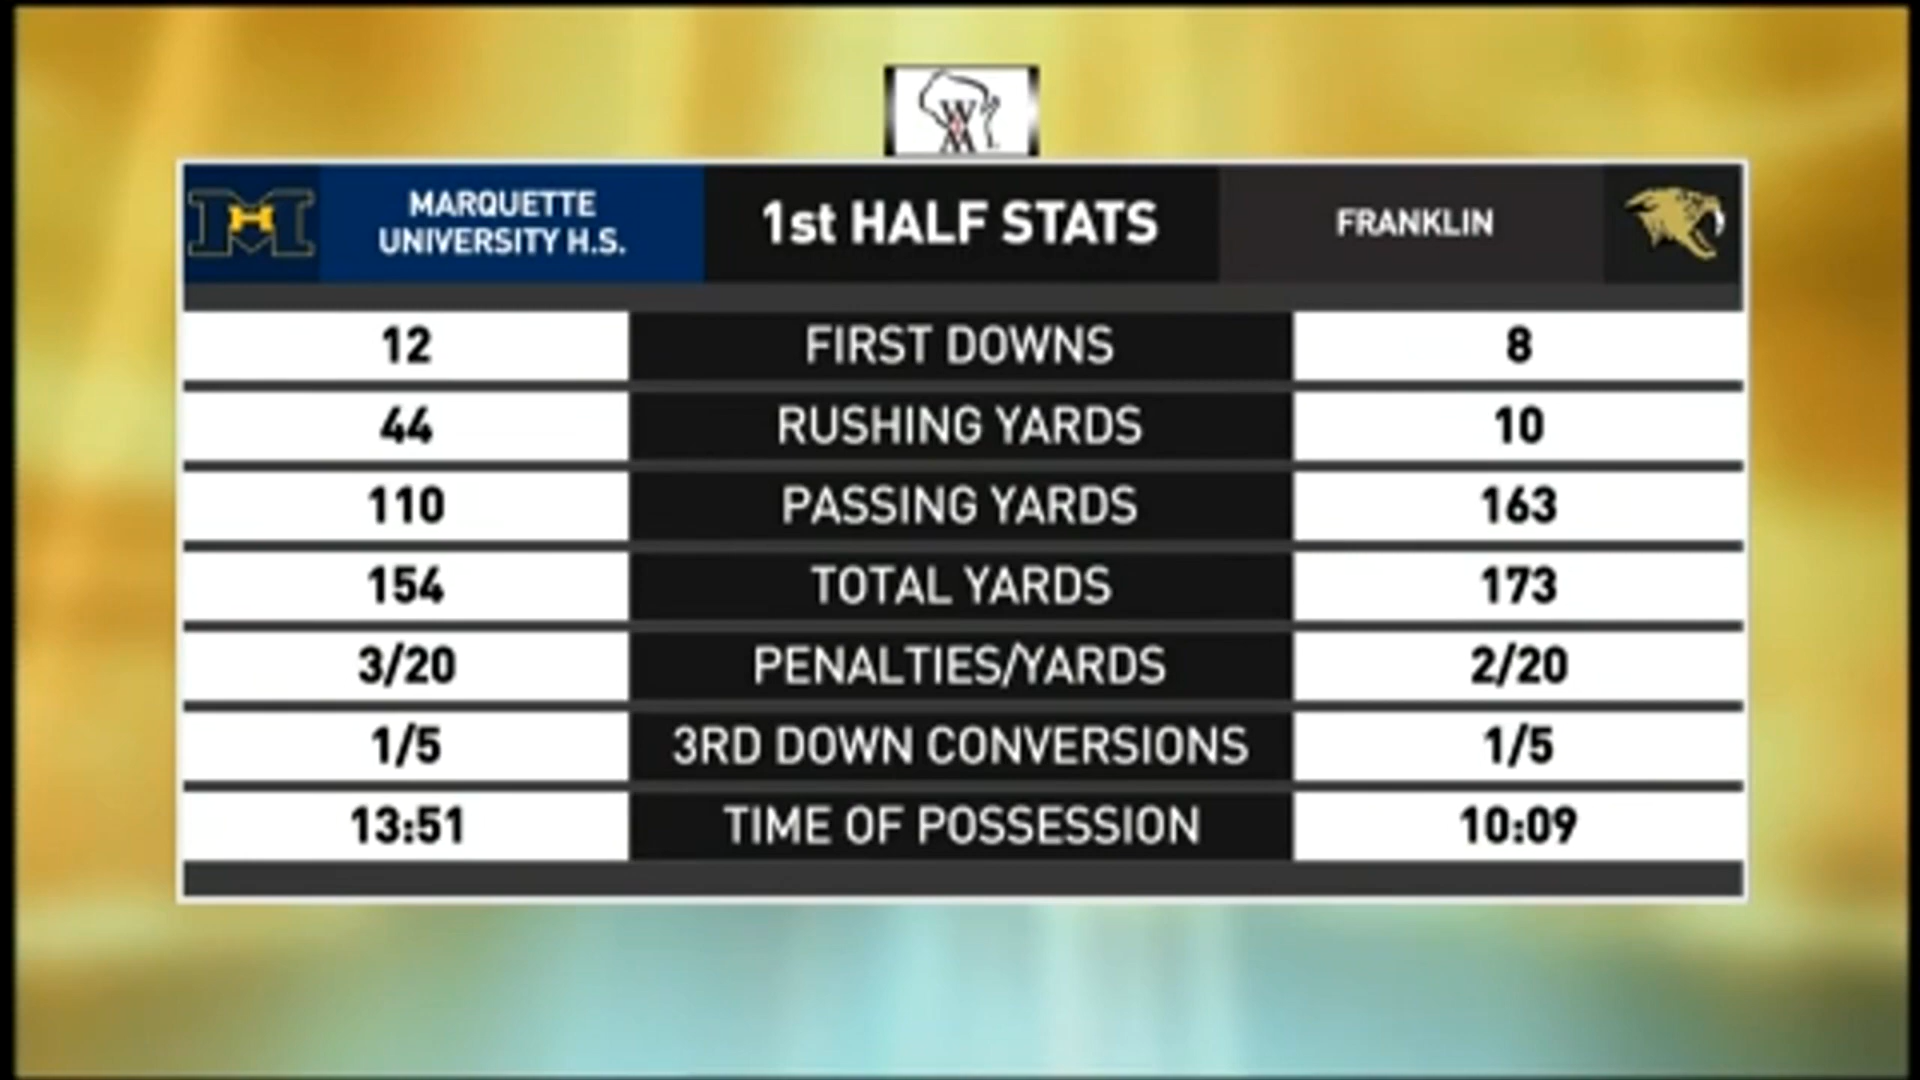 MARQUETTE
UNIVERSITY H.S.
1st HALF STATS
FRANKLIN
12 FIRST DOWNS 8
44 RUSHING YARDS 10
110 PASSING YARDS 163
154 TOTAL YARDS 173
3/20 PENALTIES/YARDS 2/20
1/5 3RD DOWN CONVERSIONS 1/5
13:51 TIME OF POSSESSION 10:09